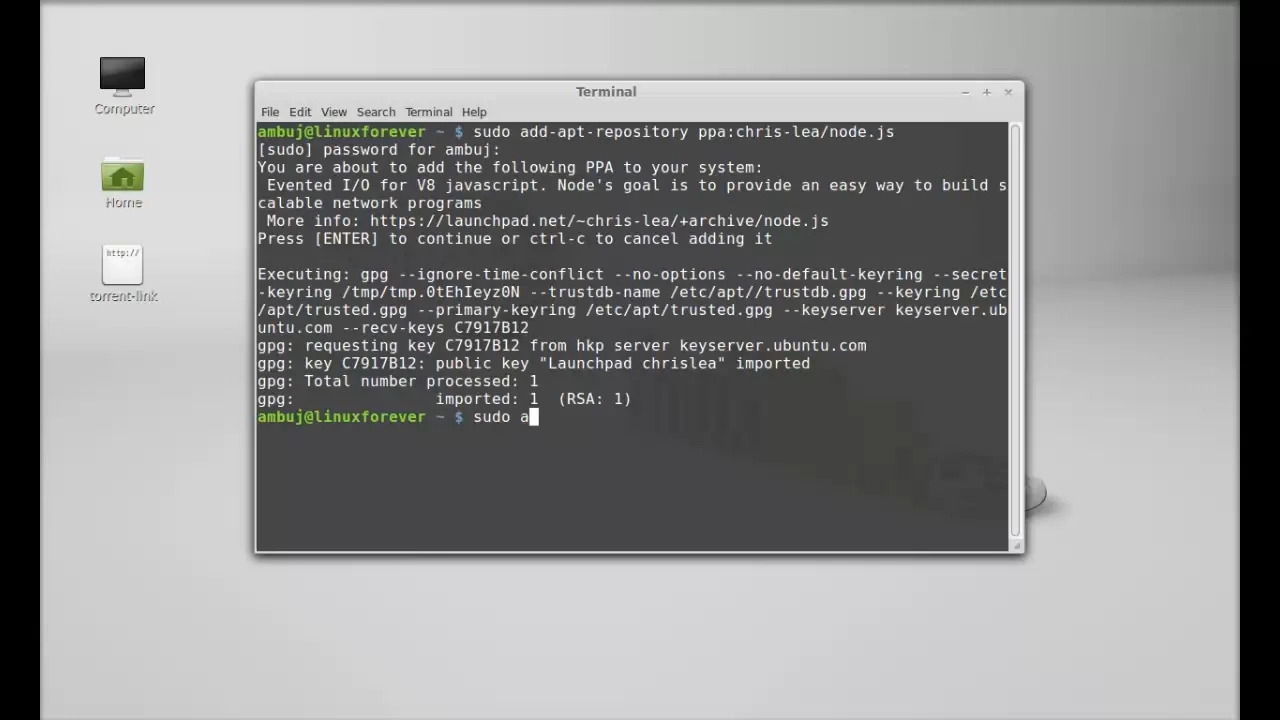 Computer
Home
http://
torrent-link
Terminal
File Edit View Search Terminal Help
ambuj@linuxforever ~ $ sudo add-apt-repository ppa:chris-lea/node.js
[sudo] password for ambuj:
You are about to add the following PPA to your system:
 Evented I/O for V8 javascript. Node's goal is to provide an easy way to build s
calable network programs
 More info: https://launchpad.net/~chris-lea/+archive/node.js
Press [ENTER] to continue or ctrl-c to cancel adding it
Executing: gpg --ignore-time-conflict --no-options --no-default-keyring --secret
-keyring /tmp/tmp.0tEhIeyz0N --trustdb-name /etc/apt//trustdb.gpg --keyring /etc
/apt/trusted.gpg --primary-keyring /etc/apt/trusted.gpg --keyserver keyserver.ub
untu.com --recv-keys C7917B12
gpg: requesting key C7917B12 from hkp server keyserver.ubuntu.com
gpg: key C7917B12: public key "Launchpad chrislea" imported
gpg: Total number processed: 1
gpg:               imported: 1  (RSA: 1)
ambuj@linuxforever ~ $ sudo a